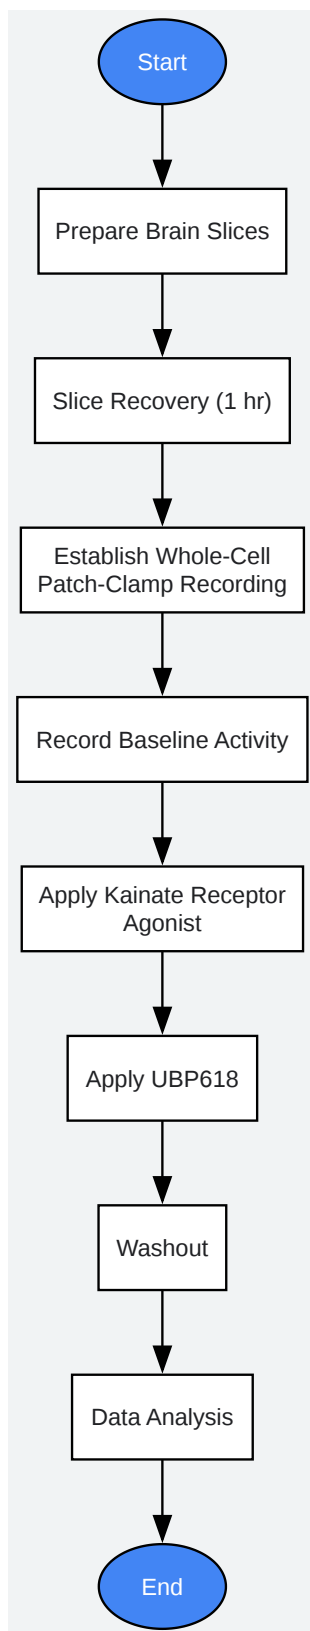 Start
Prepare Brain Slices
Slice Recovery (1 hr)
Establish Whole-Cell
Patch-Clamp Recording
Record Baseline Activity
Apply Kainate Receptor
Agonist
Apply UBP618
Washout
Data Analysis
End